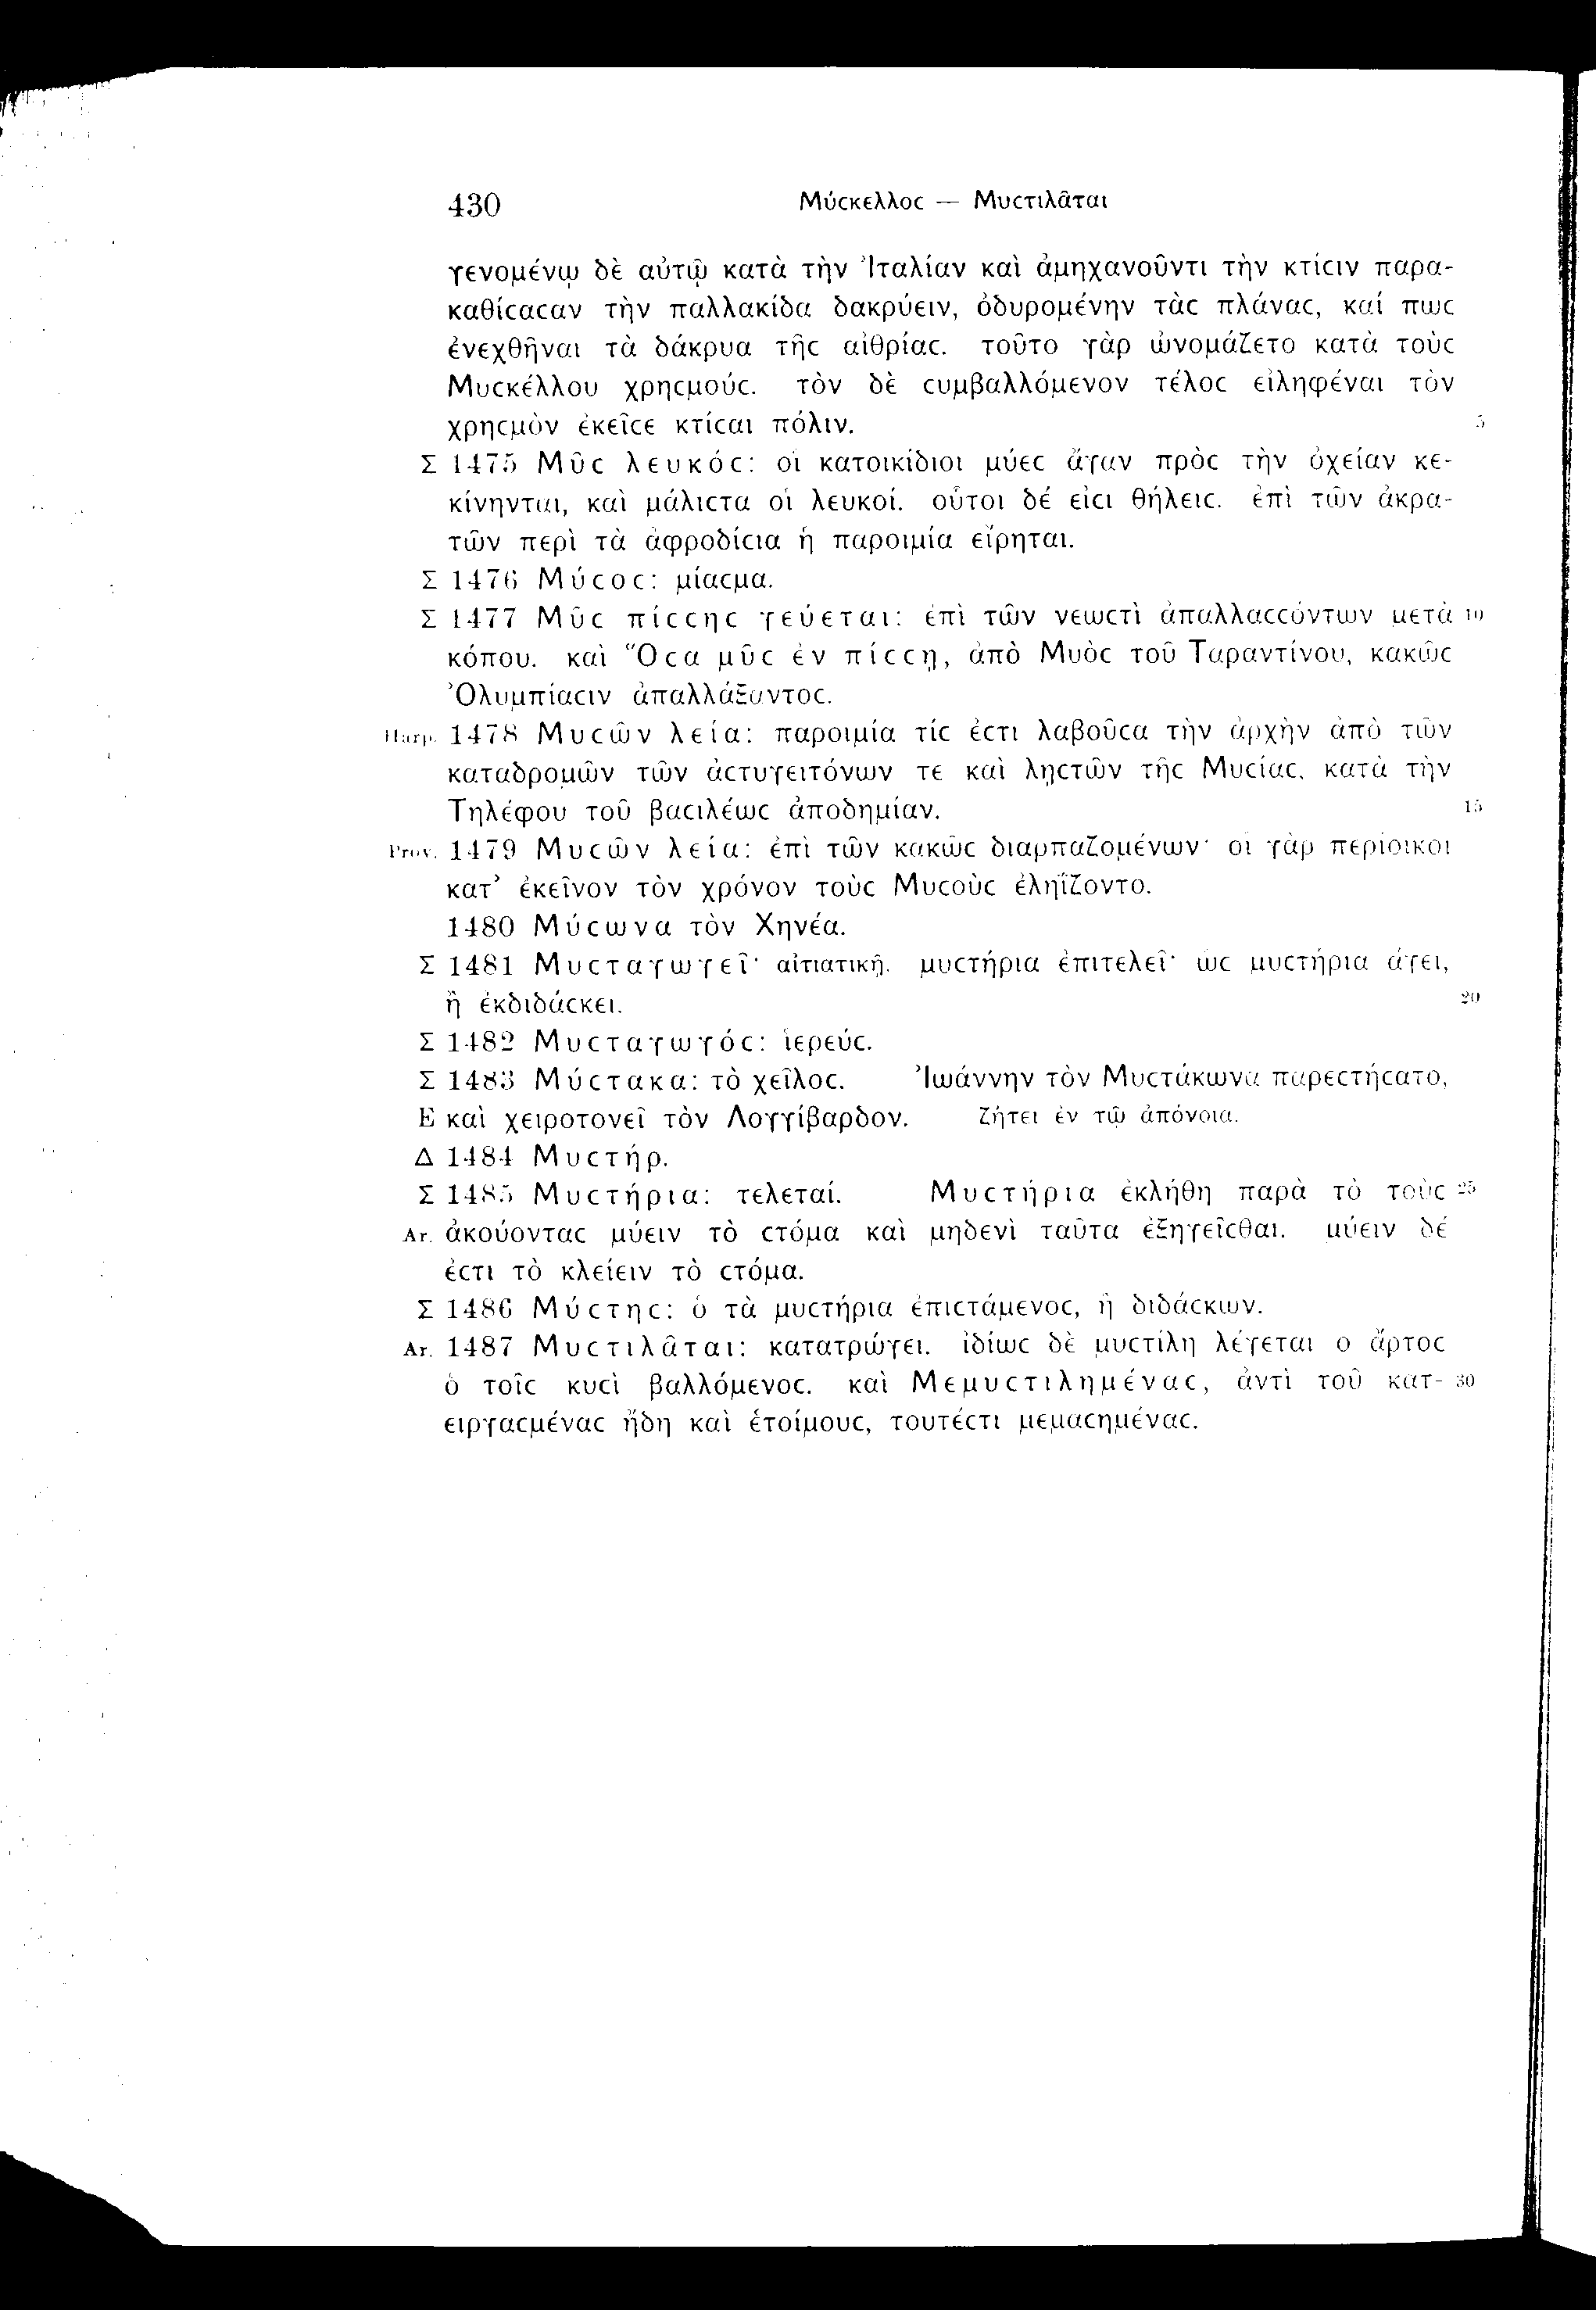 430 Μύϲκελλοϲ — Μυϲτιλᾶται
γενομένῳ δὲ αὐτῷ κατὰ τὴν Ἰταλίαν καὶ ἀμηχανοῦντι τὴν κτίϲιν παρα-
καθίϲαϲαν τὴν παλλακίδα δακρύειν, ὀδυρομένην τὰϲ πλάναϲ, καί πωϲ
ἐνεχθῆναι τὰ δάκρυα τῆϲ αἰθρίαϲ. τοῦτο γὰρ ὠνομάζετο κατὰ τοὺϲ
Μυϲκέλλου χρηϲμούϲ. τὸν δὲ ϲυμβαλλόμενον τέλοϲ εἰληφέναι τὸν
χρηϲμὸν ἐκεῖϲε κτίϲαι πόλιν. 5
Σ 1475 Μῦϲ λευκόϲ: οἱ κατοικίδιοι μύεϲ ἄγαν πρὸϲ τὴν ὀχείαν κε-
κίνηνται, καὶ μάλιϲτα οἱ λευκοί. οὗτοι δέ εἰϲι θήλειϲ. ἐπὶ τῶν ἀκρα-
τῶν περὶ τὰ ἀφροδίϲια ἡ παροιμία εἴρηται.
Σ 1476 Μύϲοϲ: μίαϲμα.
Σ 1477 Μῦϲ πίϲϲηϲ γεύεται: ἐπὶ τῶν νεωϲτὶ ἀπαλλαϲϲόντων μετὰ 10
κόπου. καὶ Ὅϲα μῦϲ ἐν πίϲϲῃ, ἀπὸ Μυὸϲ τοῦ Ταραντίνου, κακῶϲ
Ὀλυμπίαϲιν ἀπαλλάξαντοϲ.
Harp. 1478 Μυϲῶν λεία: παροιμία τίϲ ἐϲτι λαβοῦϲα τὴν ἀρχὴν ἀπὸ τῶν
καταδρομῶν τῶν ἀϲτυγειτόνων τε καὶ λῃϲτῶν τῆϲ Μυϲίαϲ, κατὰ τὴν
Τηλέφου τοῦ βαϲιλέωϲ ἀποδημίαν. 15
Prov. 1479 Μυϲῶν λεία: ἐπὶ τῶν κακῶϲ διαρπαζομένων· οἱ γὰρ περίοικοι
κατ’ ἐκεῖνον τὸν χρόνον τοὺϲ Μυϲοὺϲ ἐληΐζοντο.
1480 Μύϲωνα τὸν Χηνέα.
Σ 1481 Μυϲταγωγεῖ· αἰτιατικῇ. μυϲτήρια ἐπιτελεῖ· ὡϲ μυϲτήρια ἄγει,
ἢ ἐκδιδάϲκει. 20
Σ 1482 Μυϲταγωγόϲ: ἱερεύϲ.
Σ 1483 Μύϲτακα: τὸ χεῖλοϲ. Ἰωάννην τὸν Μυϲτάκωνα παρεϲτήϲατο,
E καὶ χειροτονεῖ τὸν Λογγίβαρδον. ζήτει ἐν τῷ ἀπόνοια.
Δ 1484 Μυϲτήρ.
Σ 1485 Μυϲτήρια: τελεταί. Μυϲτήρια ἐκλήθη παρὰ τὸ τοὺϲ 25
Ar. ἀκούονταϲ μύειν τὸ ϲτόμα καὶ μηδενὶ ταῦτα ἐξηγεῖϲθαι. μύειν δέ
ἐϲτι τὸ κλείειν τὸ ϲτόμα.
Σ 1486 Μύϲτηϲ: ὁ τὰ μυϲτήρια ἐπιϲτάμενοϲ, ἢ διδάϲκων.
Ar. 1487 Μυϲτιλᾶται: κατατρώγει. ἰδίωϲ δὲ μυϲτίλη λέγεται ὁ ἄρτοϲ
ὁ τοῖϲ κυϲὶ βαλλόμενοϲ. καὶ Μεμυϲτιλημέναϲ, ἀντὶ τοῦ κατ- 30
ειργαϲμέναϲ ἤδη καὶ ἑτοίμουϲ, τουτέϲτι μεμαϲημέναϲ.